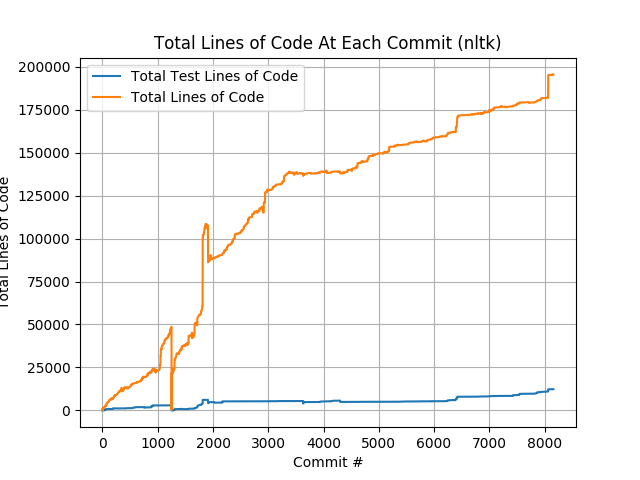 Total Lines of Code At Each Commit (nltk)
Total Test Lines of Code
Total Lines of Code
200000
175000
150000
125000
100000
75000
50000
25000
0
Total Lines of Code
0 1000 2000 3000 4000 5000 6000 7000 8000
Commit #